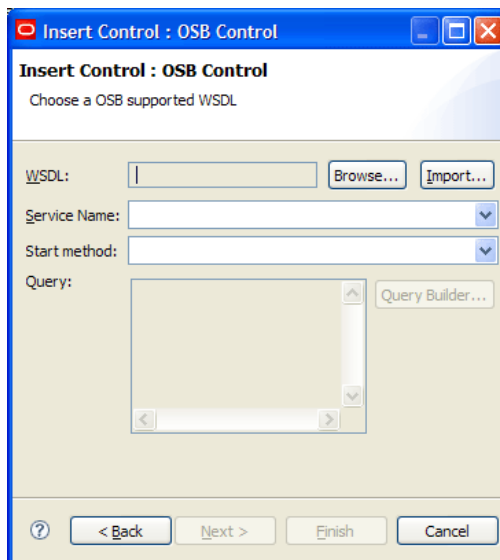 Insert Control : OSB Control
Insert Control : OSB Control
Choose a OSB supported WSDL
WSDL:
Browse...
Import...
Service Name:
Start method:
Query:
Query Builder...
? < Back Next > Finish Cancel